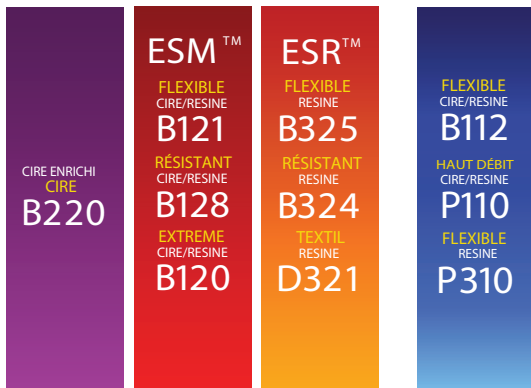 CIRE ENRICHI
CIRE
B220
ESM™
FLEXIBLE
CIRE/RESINE
B121
RÉSISTANT
CIRE/RESINE
B128
EXTREME
CIRE/RESINE
B120
ESR™
FLEXIBLE
RESINE
B325
RÉSISTANT
RESINE
B324
TEXTIL
RESINE
D321
FLEXIBLE
CIRE/RESINE
B112
HAUT DÉBIT
CIRE/RESINE
P110
FLEXIBLE
RESINE
P310